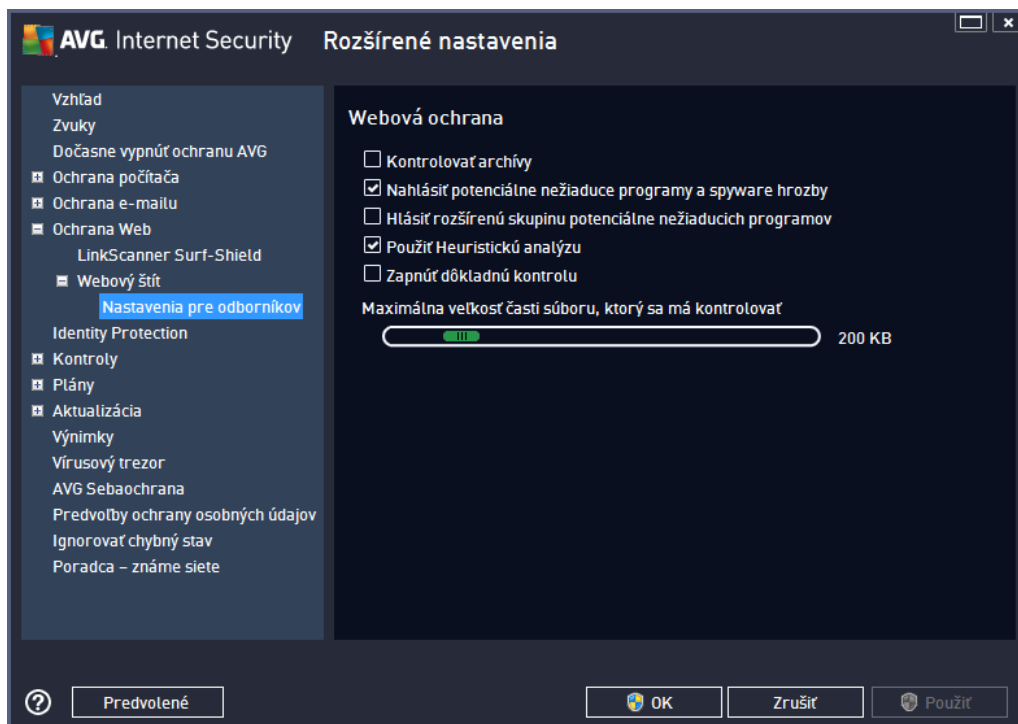 AVG. Internet Security
Rozšírené nastavenia
Vzhľad
Zvuky
Dočasne vypnúť ochranu AVG
Ochrana počítača
Ochrana e-mailu
Ochrana Web
LinkScanner Surf-Shield
Webový štít
Nastavenia pre odborníkov
Identity Protection
Kontroly
Plány
Aktualizácia
Výnimky
Vírusový trezor
AVG Sebaochrana
Predvoľby ochrany osobných údajov
Ignorovať chybný stav
Poradca – známe siete
Webová ochrana
Kontrolovať archívy
Nahlásiť potenciálne nežiaduce programy a spyware hrozby
Hlásiť rozšírenú skupinu potenciálne nežiaducich programov
Použiť Heuristickú analýzu
Zapnúť dôkladnú kontrolu
Maximálna veľkosť časti súboru, ktorý sa má kontrolovať
200 KB
Predvolené
OK
Zrušiť
Použiť